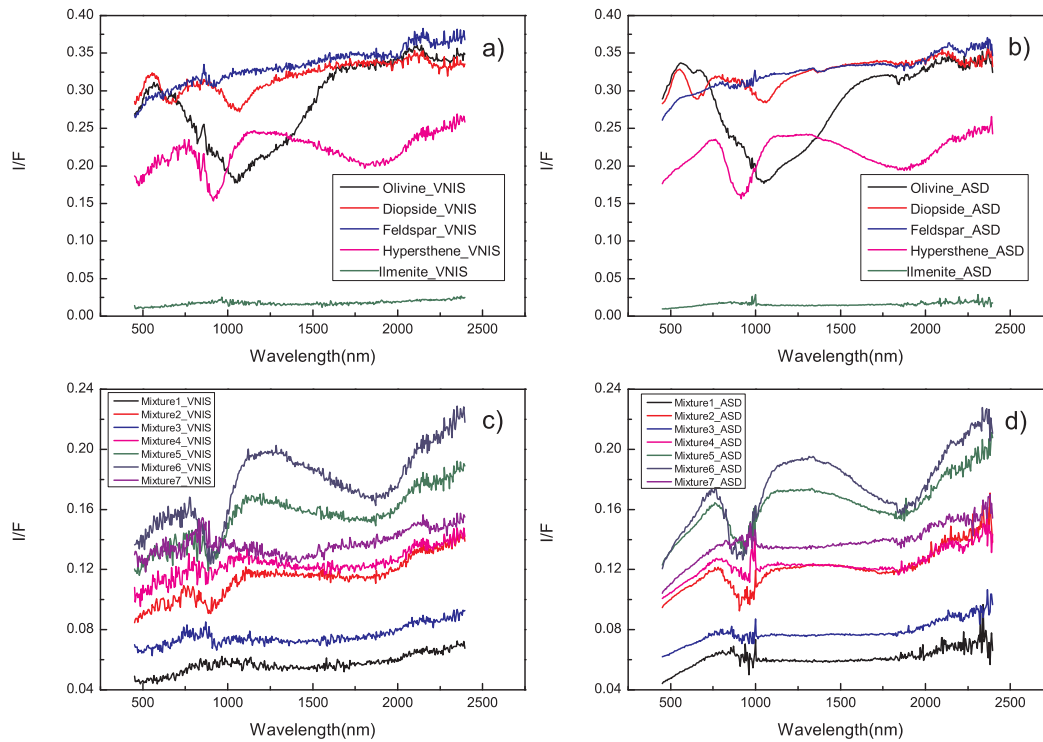 a)
0.40
0.35
0.30
0.25
0.20
0.15
0.10
0.05
0.00
I/F
Olivine_VNIS
Diopside_VNIS
Feldspar_VNIS
Hypersthene_VNIS
Ilmenite_VNIS
500 1000 1500 2000 2500
Wavelength(nm)
b)
0.40
0.35
0.30
0.25
0.20
0.15
0.10
0.05
0.00
I/F
Olivine_ASD
Diopside_ASD
Feldspar_ASD
Hypersthene_ASD
Ilmenite_ASD
500 1000 1500 2000 2500
Wavelength(nm)
c)
0.24
0.20
0.16
0.12
0.08
0.04
I/F
Mixture1_VNIS
Mixture2_VNIS
Mixture3_VNIS
Mixture4_VNIS
Mixture5_VNIS
Mixture6_VNIS
Mixture7_VNIS
500 1000 1500 2000 2500
Wavelength(nm)
d)
0.24
0.20
0.16
0.12
0.08
0.04
I/F
Mixture1_ASD
Mixture2_ASD
Mixture3_ASD
Mixture4_ASD
Mixture5_ASD
Mixture6_ASD
Mixture7_ASD
500 1000 1500 2000 2500
Wavelength(nm)